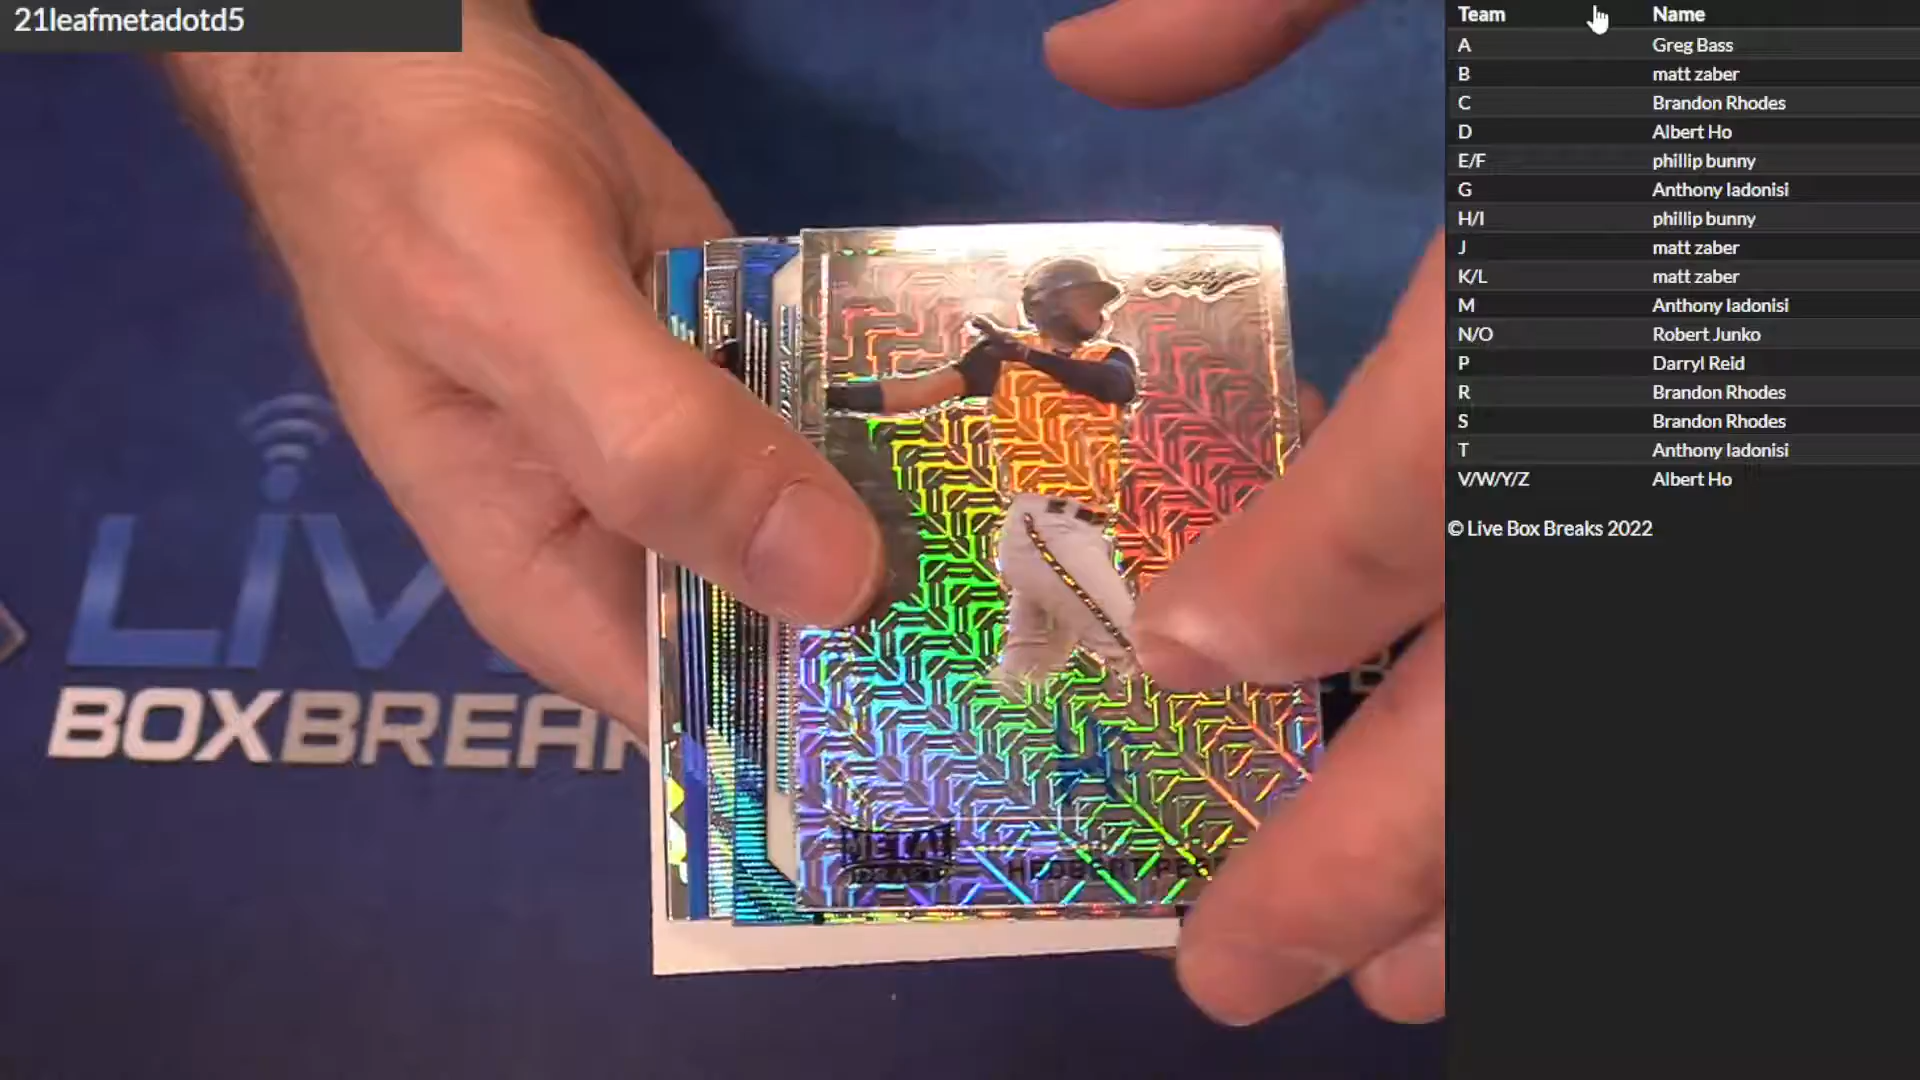 21leafmetadotd5
Team Name
A Greg Bass
B matt zaber
C Brandon Rhodes
D Albert Ho
E/F phillip bunny
G Anthony Iadonisi
H/I phillip bunny
J matt zaber
K/L matt zaber
M Anthony Iadonisi
N/O Robert Junko
P Darryl Reid
R Brandon Rhodes
S Brandon Rhodes
T Anthony Iadonisi
V/W/Y/Z Albert Ho
© Live Box Breaks 2022
Leaf
LIV
BOXBREA
METAL
DRAFT